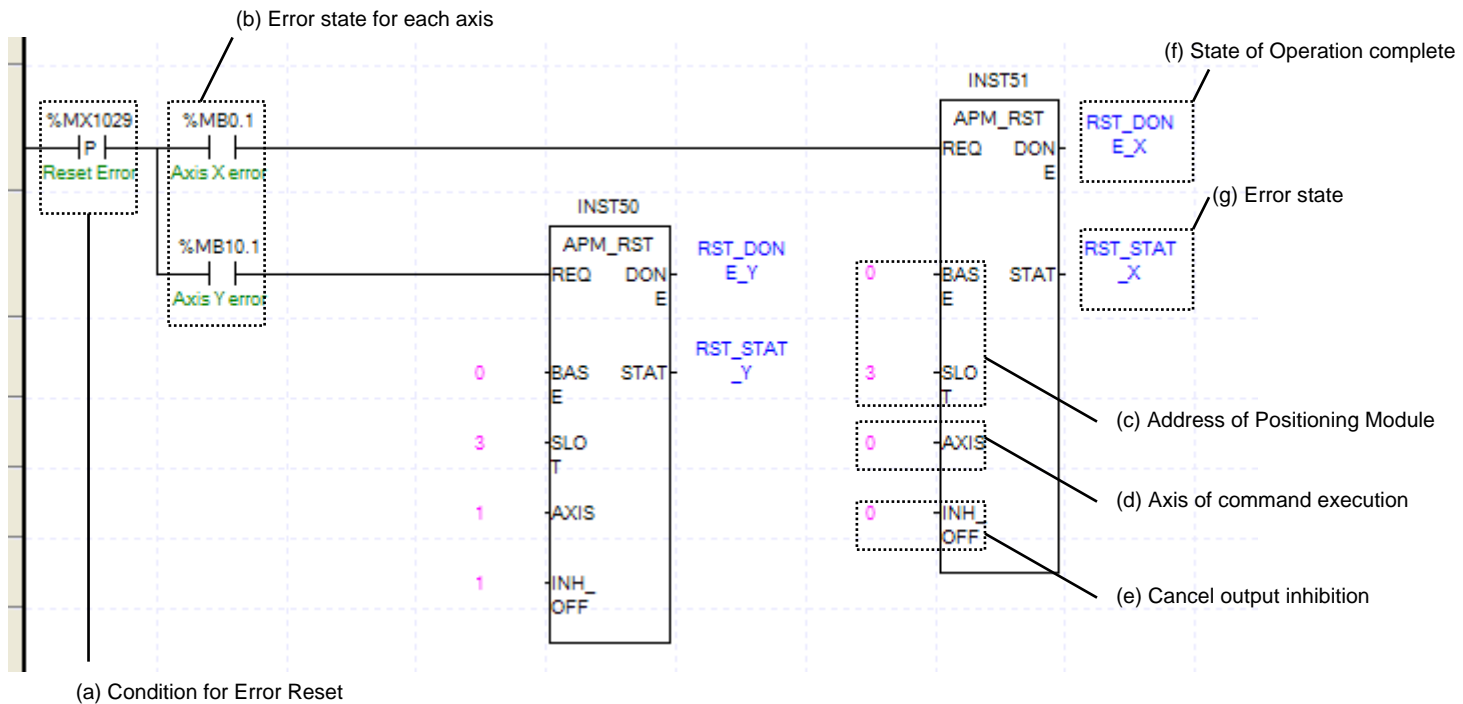 (b) Error state for each axis
(f) State of Operation complete
INST51
%MX1029
%MB0.1
APM_RST
RST_DON
E_X
P
REQ
DON
E
Reset Error
Axis X error
(g) Error state
INST50
%MB10.1
APM_RST
RST_DON
E_Y
RST_STAT
_X
REQ
DON
E
0
BAS
E
STAT
Axis Y error
RST_STAT
_Y
0
BAS
E
STAT
3
SLO
T
(c) Address of Positioning Module
3
SLO
T
0
AXIS
(d) Axis of command execution
1
AXIS
0
INH_
OFF
1
INH_
OFF
(e) Cancel output inhibition
(a) Condition for Error Reset